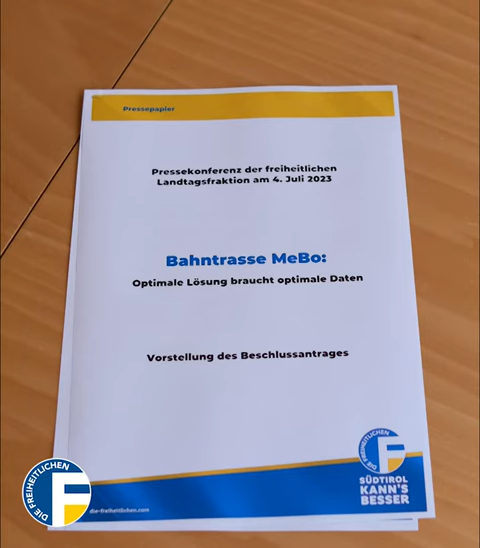 Pressepapier
Pressekonferenz der freiheitlichen
Landtagsfraktion am 4. Juli 2023
Bahntrasse MeBo:
Optimale Lösung braucht optimale Daten
Vorstellung des Beschlussantrages
DIE FREIHEITLICHEN
F
SÜDTIROL
KANN'S
BESSER
die-freiheitlichen.com
DIE FREIHEITLICHEN
F